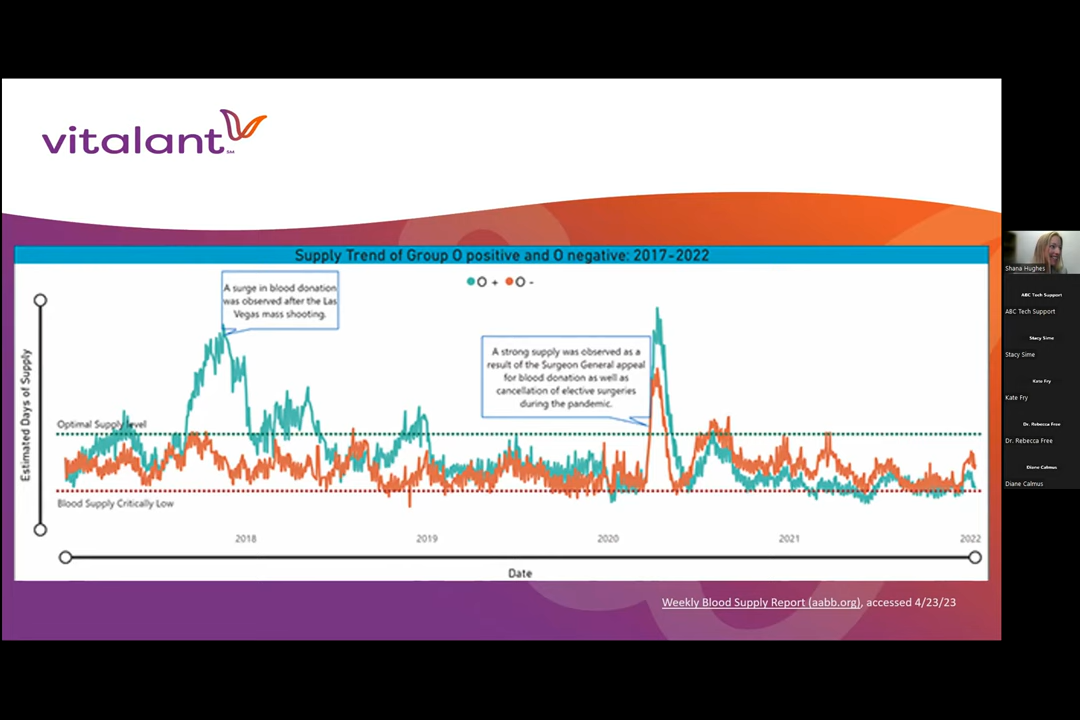 vitalant
SM
Supply Trend of Group O positive and O negative: 2017-2022
O + O -
A surge in blood donation
was observed after the Las
Vegas mass shooting.
A strong supply was observed as a
result of the Surgeon General appeal
for blood donation as well as
cancellation of elective surgeries
during the pandemic.
Estimated Days of Supply
Optimal Supply level
Blood Supply Critically Low
2018 2019 2020 2021 2022
Date
Weekly Blood Supply Report (aabb.org), accessed 4/23/23
Shana Hughes
ABC Tech Support
ABC Tech Support
Stacy Sime
Stacy Sime
Kate Fry
Kate Fry
Dr. Rebecca Free
Dr. Rebecca Free
Diane Calmus
Diane Calmus